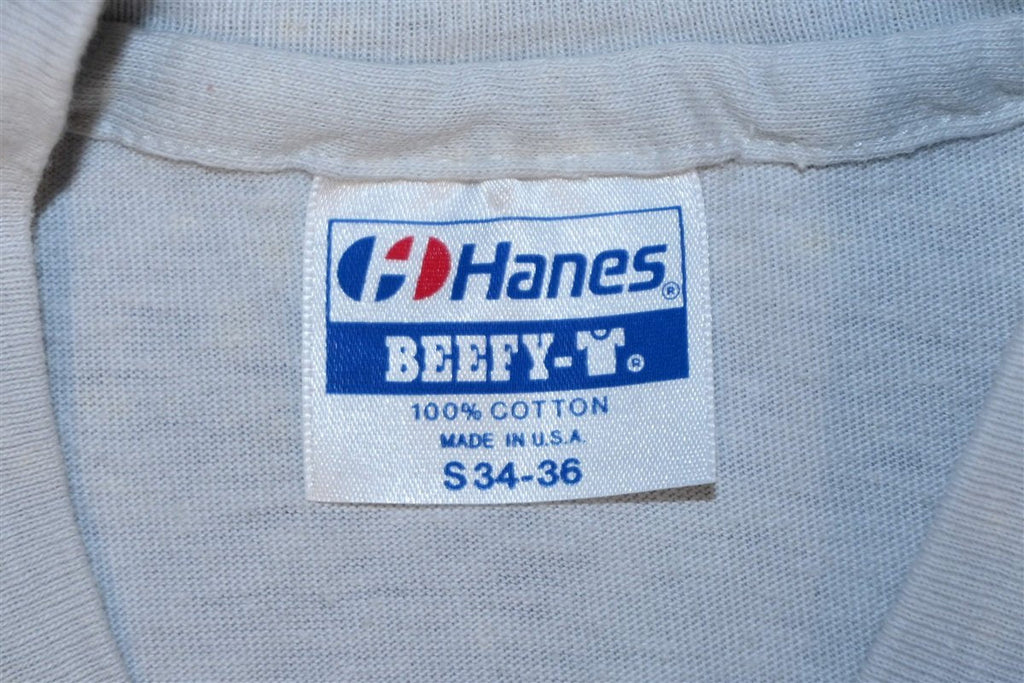 Hanes®
BEEFY-T®
100% COTTON
MADE IN U.S.A.
S 34-36